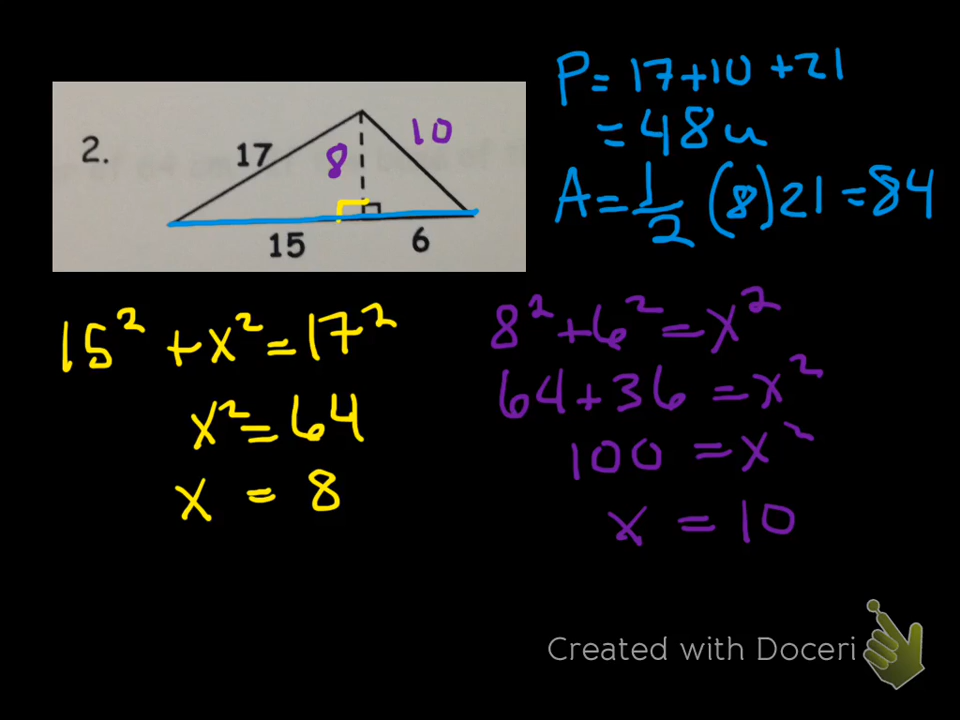 2.
17
8
10
15
6
P = 17+10 +21
= 48u
A = 1/2 (8)21 = 84
15² + x² = 17²
x² = 64
x = 8
8² + 6² = x²
64 + 36 = x²
100 = x²
x = 10
Created with Doceri